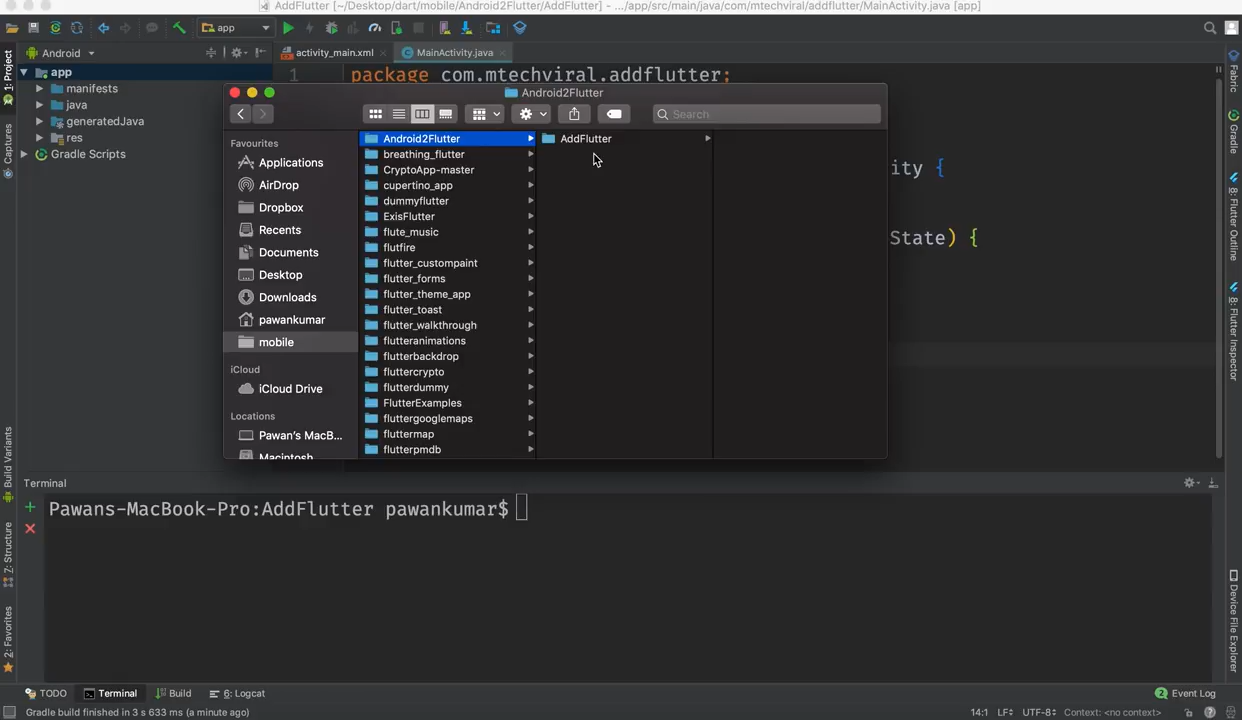 AddFlutter [~/Desktop/dart/mobile/Android2Flutter/AddFlutter] - .../app/src/main/java/com/mtechviral/addflutter/MainActivity.java [app]
app
Android
activity_main.xml
MainActivity.java
1: Project
Captures
Build Variants
7: Structure
2: Favorites
app
manifests
java
generatedJava
res
Gradle Scripts
1
package com.mtechviral.addflutter;
ity {
State) {
Android2Flutter
Search
Favourites
Applications
AirDrop
Dropbox
Recents
Documents
Desktop
Downloads
pawankumar
mobile
iCloud
iCloud Drive
Locations
Pawan's MacB...
Macintosh
Android2Flutter
breathing_flutter
CryptoApp-master
cupertino_app
dummyflutter
ExisFlutter
flute_music
flutfire
flutter_custompaint
flutter_forms
flutter_theme_app
flutter_toast
flutter_walkthrough
flutteranimations
flutterbackdrop
fluttercrypto
flutterdummy
FlutterExamples
fluttergooglemaps
fluttermap
flutterpmdb
AddFlutter
Fabric
Gradle
8: Flutter Outline
8: Flutter Inspector
Device File Explorer
Terminal
Pawans-MacBook-Pro:AddFlutter pawankumar$
TODO
Terminal
Build
6: Logcat
2 Event Log
Gradle build finished in 3 s 633 ms (a minute ago)
14:1
LF
UTF-8
Context: <no context>